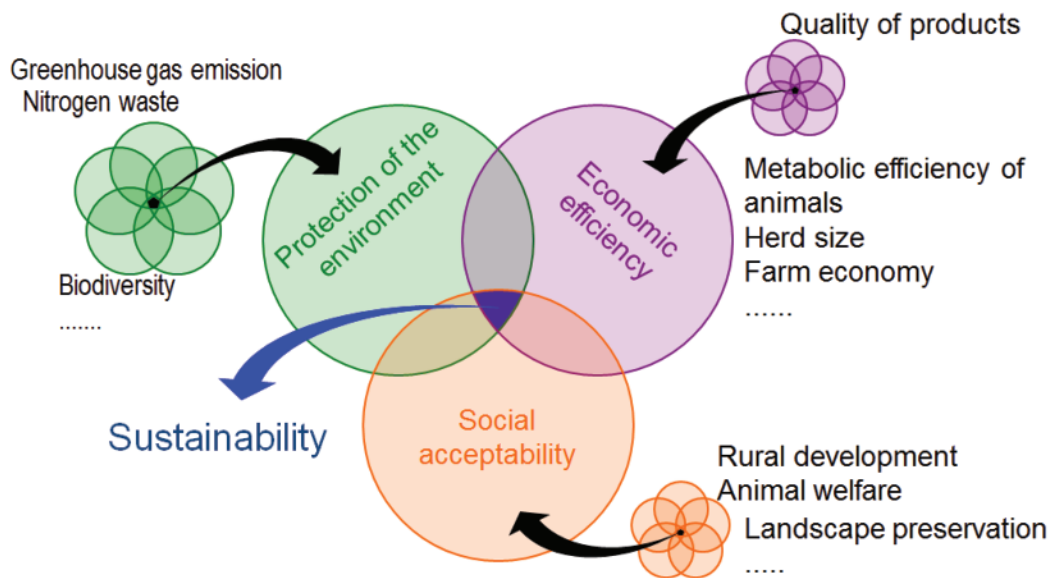 Greenhouse gas emission
Nitrogen waste
Biodiversity
.......
Protection of the
environment
Economic
efficiency
Quality of products
Metabolic efficiency of
animals
Herd size
Farm economy
......
Sustainability
Social
acceptability
Rural development
Animal welfare
Landscape preservation
.....